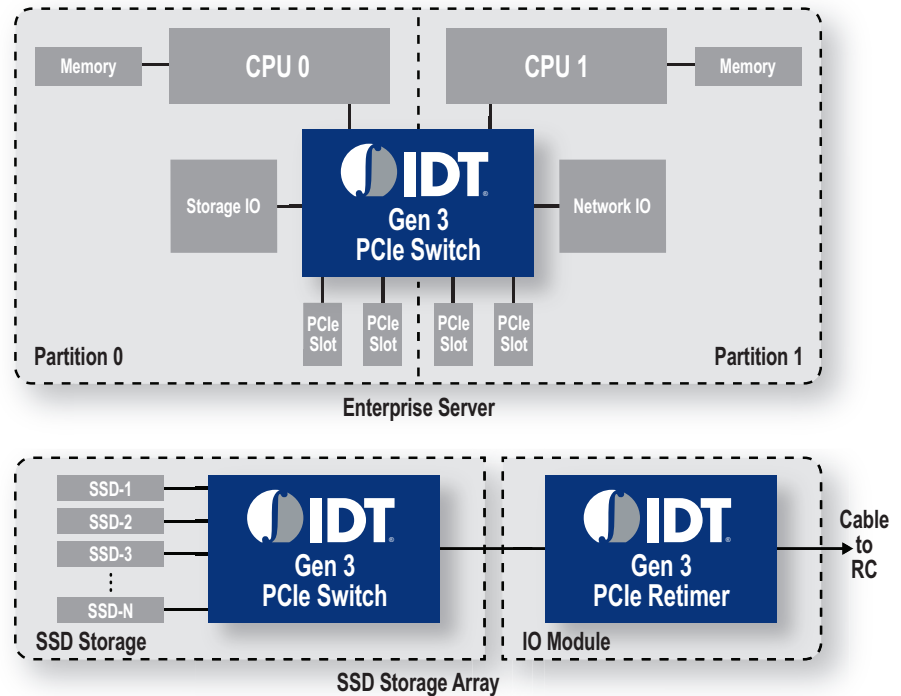 CPU 0
CPU 1
Memory
Memory
IDT
Storage IO
Network IO
Gen 3
PCIe Switch
PCIe
Slot
PCIe
Slot
PCIe
Slot
PCIe
Slot
Partition 0
Partition 1
Enterprise Server
SSD-1
SSD-2
SSD-3
SSD-N
IDT
Gen 3
PCIe Switch
IDT
Gen 3
PCIe Retimer
Cable
to
RC
SSD Storage
IO Module
SSD Storage Array